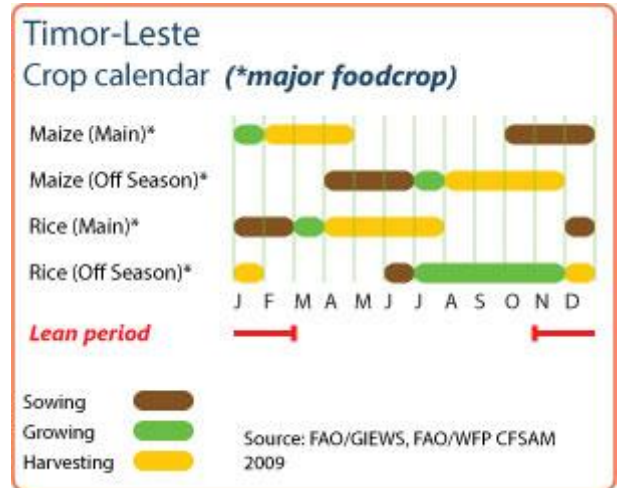 Timor-Leste
Crop calendar (*major foodcrop)
Maize (Main)*
Maize (Off Season)*
Rice (Main)*
Rice (Off Season)*
J F M A M J J A S O N D
Lean period
Sowing
Growing
Harvesting
Source: FAO/GIEWS, FAO/WFP CFSAM
2009